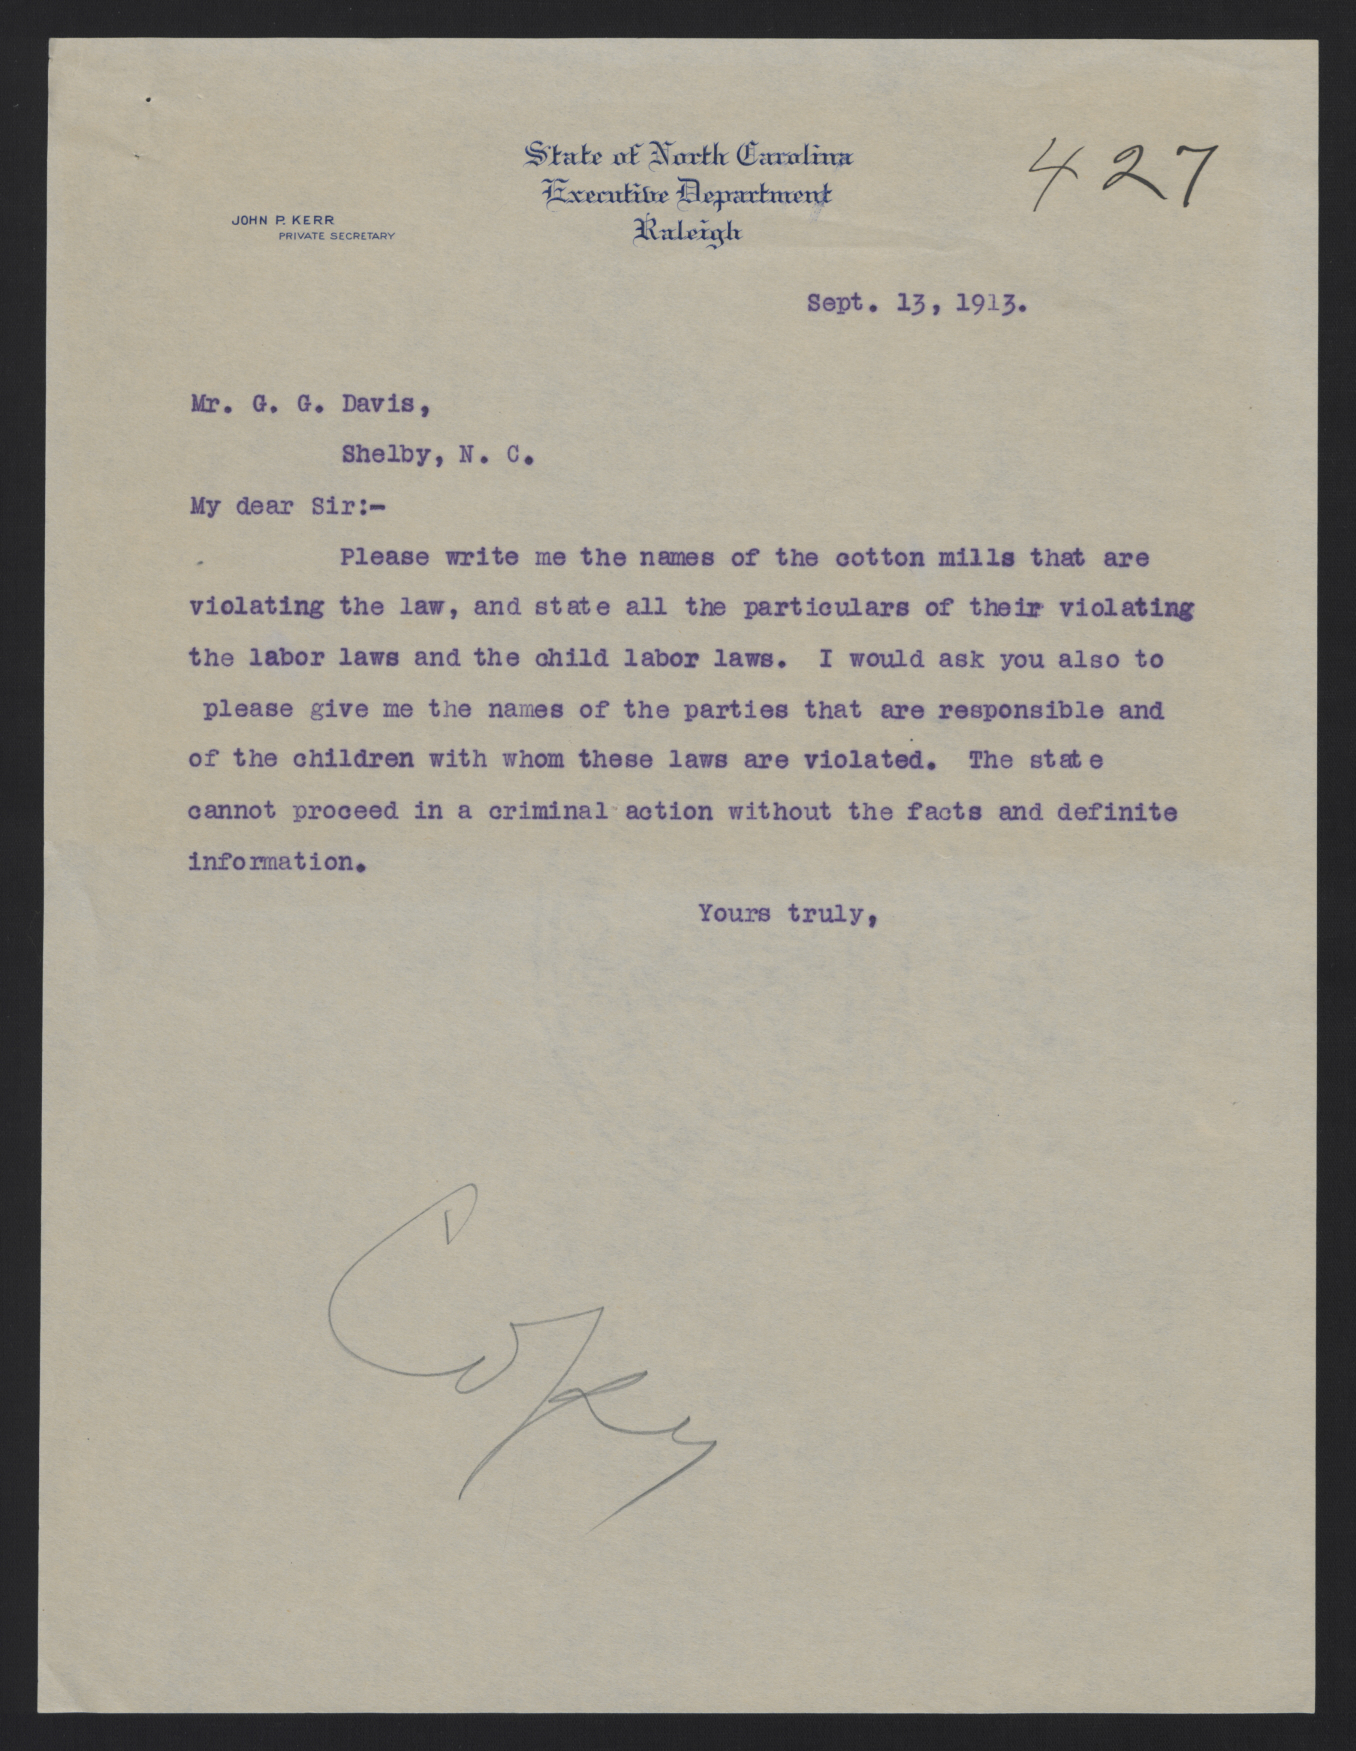 State of North Carolina
Executive Department
Raleigh
427
JOHN P. KERR
PRIVATE SECRETARY
Sept. 13, 1913.
Mr. G. G. Davis,
Shelby, N. C.
My dear Sir:-
Please write me the names of the cotton mills that are
violating the law, and state all the particulars of their violating
the labor laws and the child labor laws. I would ask you also to
please give me the names of the parties that are responsible and
of the children with whom these laws are violated. The state
cannot proceed in a criminal action without the facts and definite
information.
Yours truly,
Copy